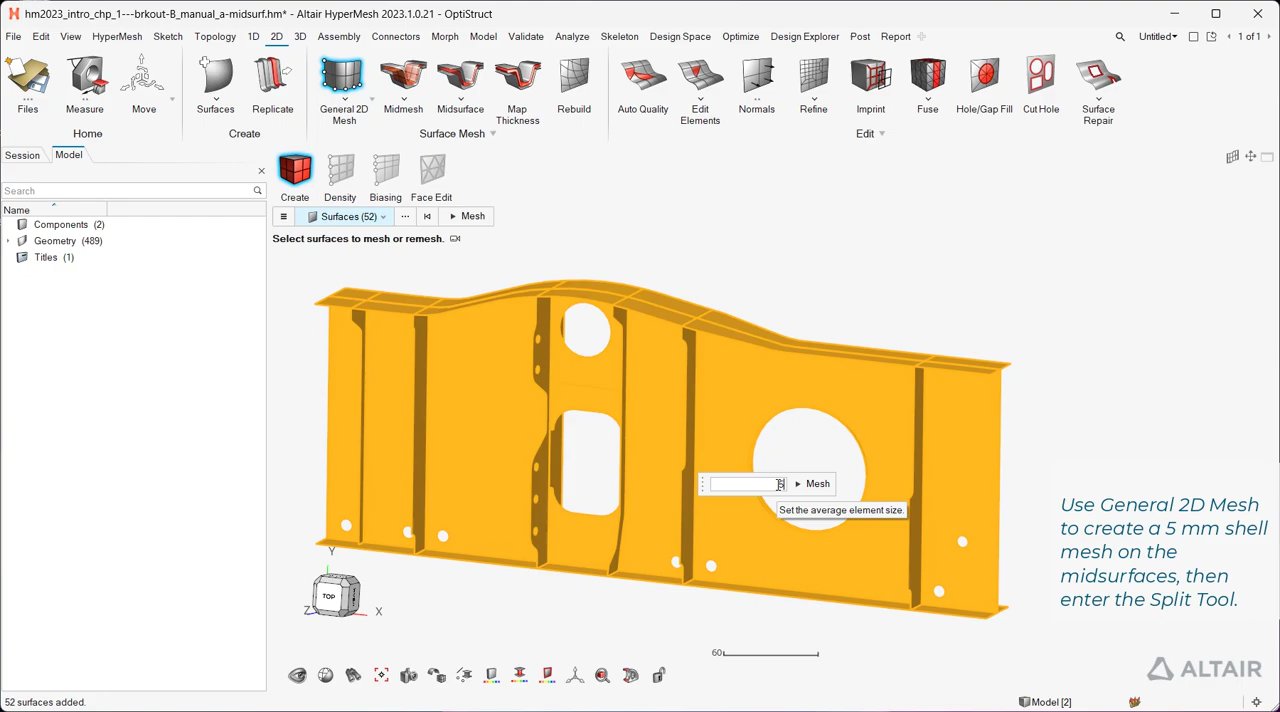 hm2023_intro_chp_1---brkout-B_manual_a-midsurf.hm* - Altair HyperMesh 2023.1.0.21 - OptiStruct
File Edit View HyperMesh Sketch Topology 1D 2D 3D Assembly Connectors Morph Model Validate Analyze Skeleton Design Space Optimize Design Explorer Post Report Untitled 1 of 1
Files Measure Move Surfaces Replicate General 2D Mesh Midmesh Midsurface Map Thickness Rebuild Auto Quality Edit Elements Normals Refine Imprint Fuse Hole/Gap Fill Cut Hole Surface Repair
Home Create Surface Mesh Edit
Session Model
Create Density Biasing Face Edit
Search
Name
Surfaces (52) ... Mesh
Components (2)
Select surfaces to mesh or remesh.
Geometry (489)
Titles (1)
Mesh
Set the average element size.
Use General 2D Mesh
to create a 5 mm shell
mesh on the
midsurfaces, then
enter the Split Tool.
Y
TOP
Z X
60
ALTAIR
52 surfaces added.
Model [2]